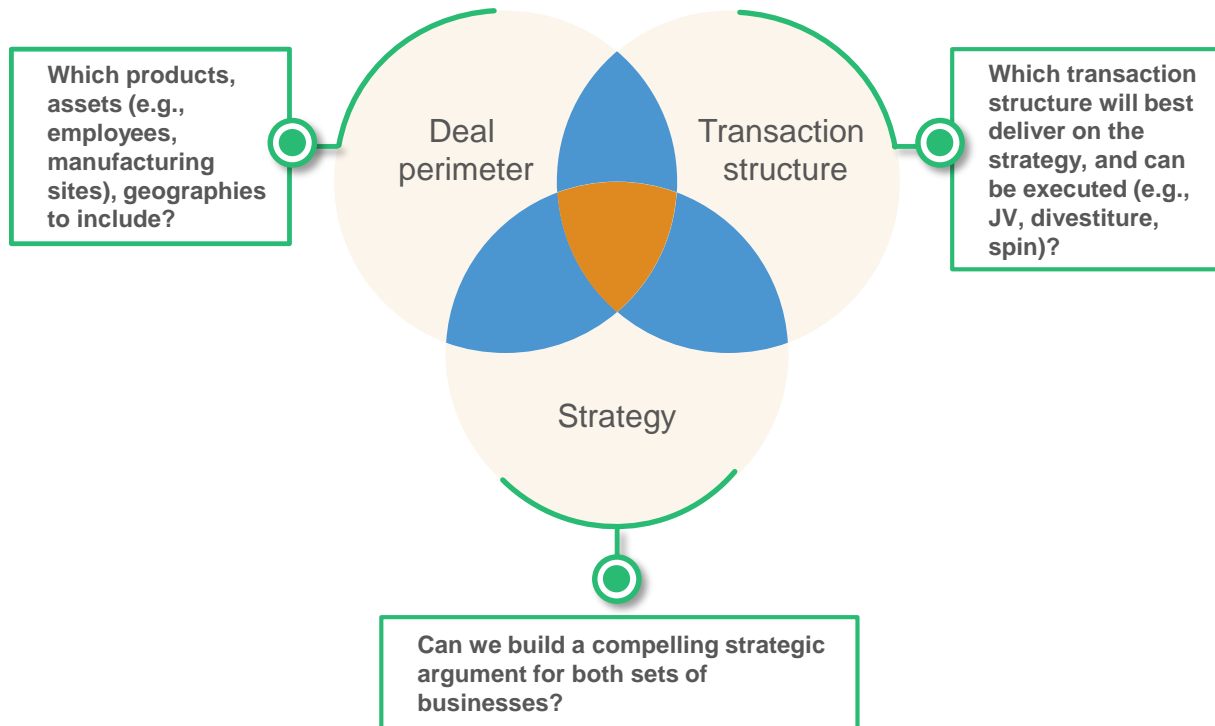 Which products,
assets (e.g.,
employees,
manufacturing
sites), geographies
to include?
Deal
perimeter
Transaction
structure
Which transaction
structure will best
deliver on the
strategy, and can
be executed (e.g.,
JV, divestiture,
spin)?
Strategy
Can we build a compelling strategic
argument for both sets of
businesses?